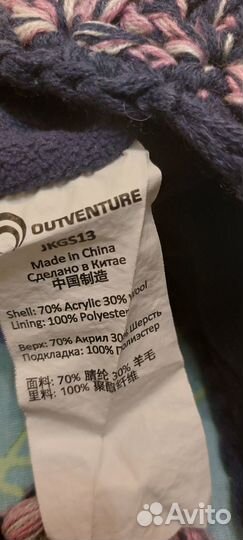 OUTVENTURE
JKGS13
Made in China
Сделано в Китае
中国制造
Shell: 70% Acrylic 30% Wool
Lining: 100% Polyester
Верх: 70% Акрил 30% Шерсть
Подкладка: 100% Полиэстер
面料: 70% 腈纶 30% 羊毛
里料: 100% 聚酯纤维
Avito